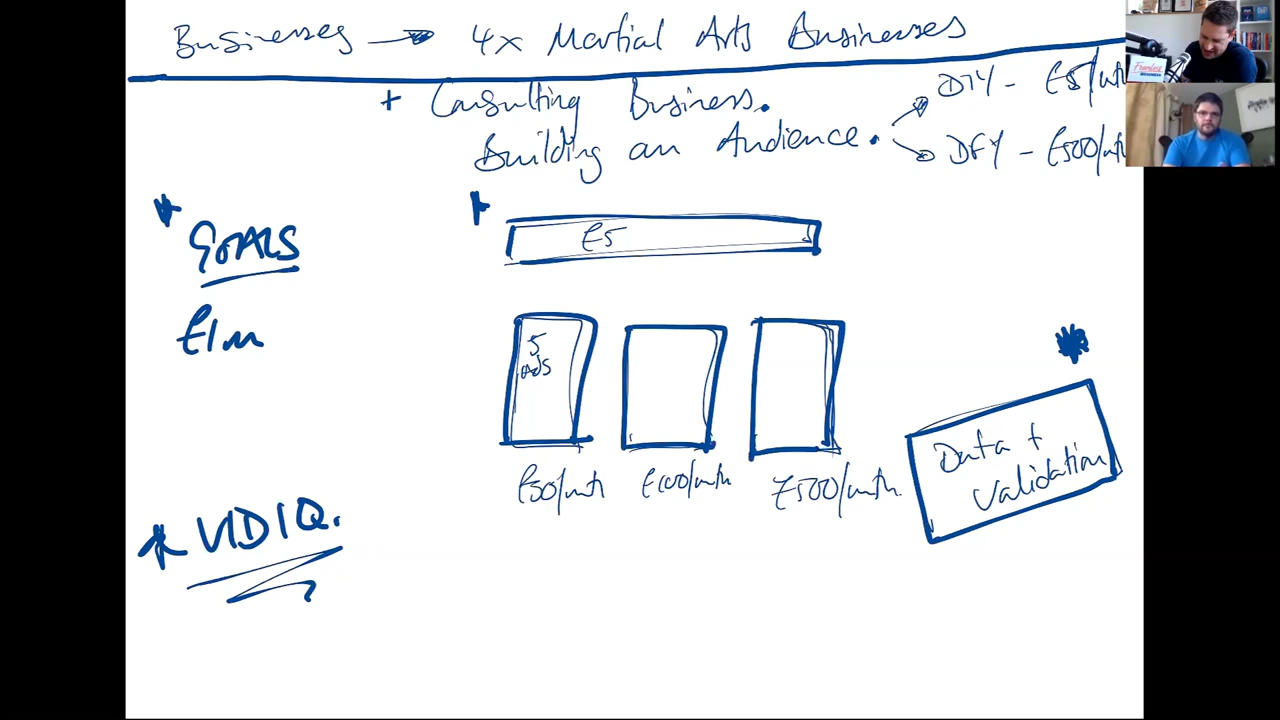 Businesses → 4x Martial Arts Businesses
+ Consulting Business.
Building an Audience.
DIY - £5/mth
DFY - £500/mth
GOALS
£1m
£5
5 Ads
£50/mth £100/mth £500/mth.
Data + Validation
VIDIQ.